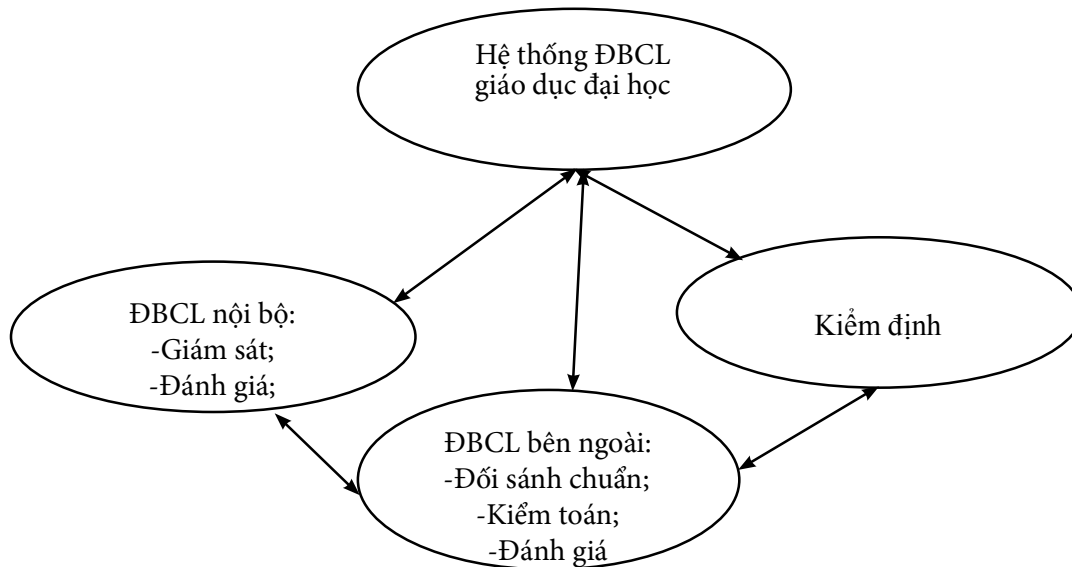 Hệ thống ĐBCL
giáo dục đại học
ĐBCL nội bộ:
-Giám sát;
-Đánh giá;
Kiểm định
ĐBCL bên ngoài:
-Đối sánh chuẩn;
-Kiểm toán;
-Đánh giá